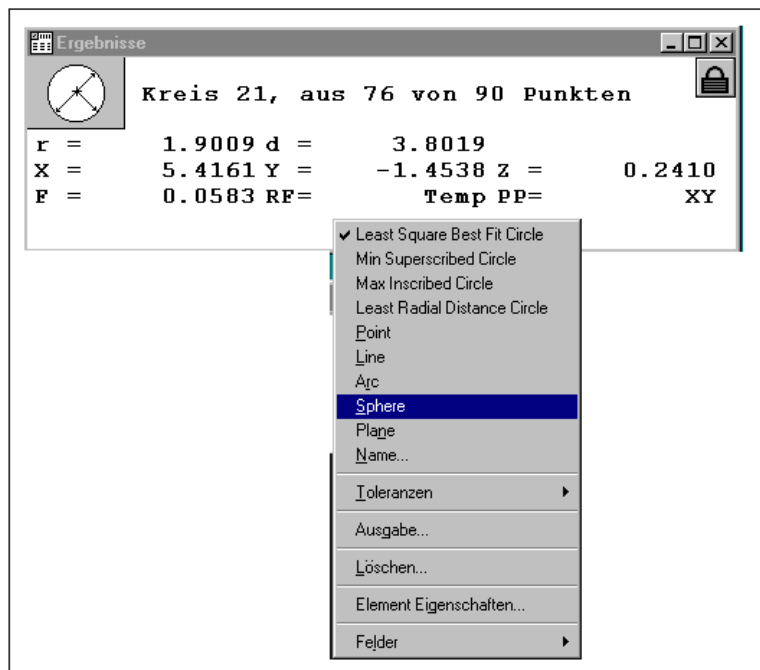 Ergebnisse
Kreis 21, aus 76 von 90 Punkten
r = 1.9009 d = 3.8019
X = 5.4161 Y = -1.4538 Z = 0.2410
F = 0.0583 RF= Temp PP= XY
Least Square Best Fit Circle
Min Superscribed Circle
Max Inscribed Circle
Least Radial Distance Circle
Point
Line
Arc
Sphere
Plane
Name...
Toleranzen
Ausgabe...
Löschen...
Element Eigenschaften...
Felder